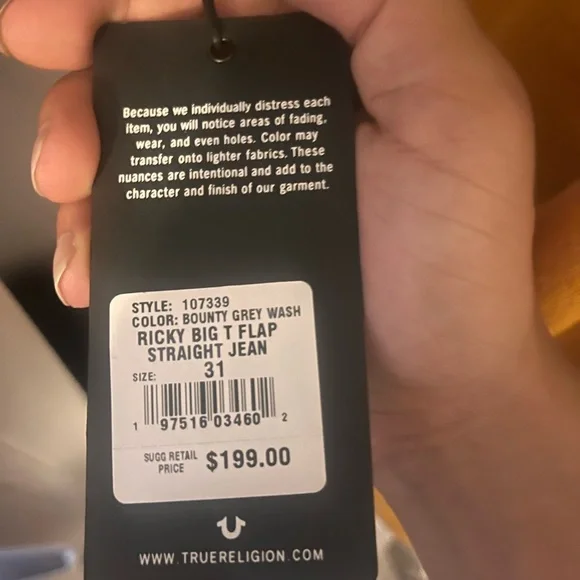 Because we individually distress each
item, you will notice areas of fading,
wear, and even holes. Color may
transfer onto lighter fabrics. These
nuances are intentional and add to the
character and finish of our garment.
STYLE: 107339
COLOR: BOUNTY GREY WASH
RICKY BIG T FLAP
STRAIGHT JEAN
SIZE: 31
1 97516 03460 2
SUGG RETAIL
PRICE $199.00
WWW.TRUERELIGION.COM